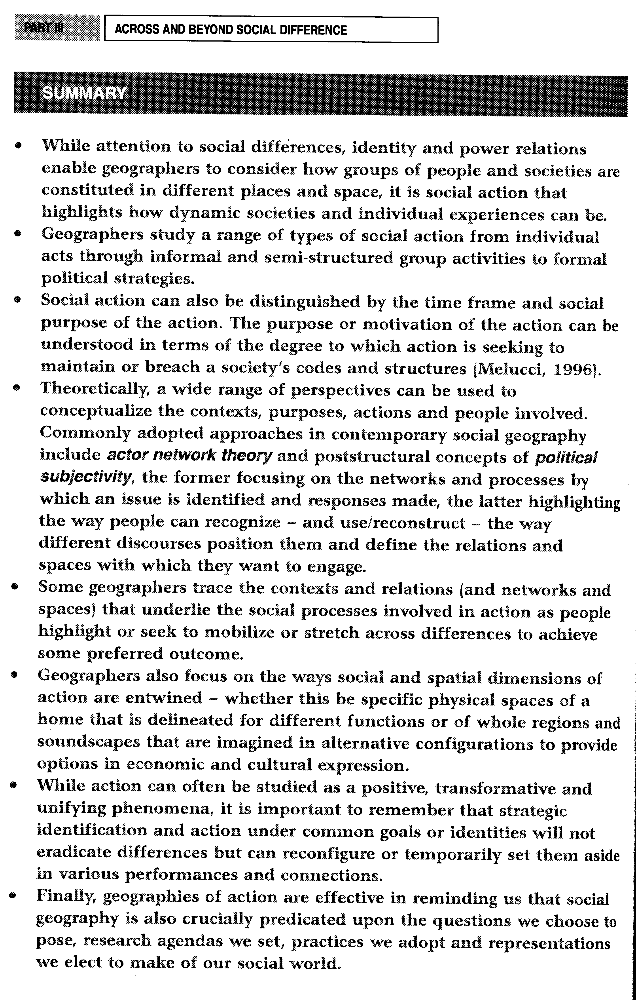 PART III
ACROSS AND BEYOND SOCIAL DIFFERENCE
SUMMARY
• While attention to social differences, identity and power relations
enable geographers to consider how groups of people and societies are
constituted in different places and space, it is social action that
highlights how dynamic societies and individual experiences can be.
• Geographers study a range of types of social action from individual
acts through informal and semi-structured group activities to formal
political strategies.
• Social action can also be distinguished by the time frame and social
purpose of the action. The purpose or motivation of the action can be
understood in terms of the degree to which action is seeking to
maintain or breach a society's codes and structures (Melucci, 1996).
• Theoretically, a wide range of perspectives can be used to
conceptualize the contexts, purposes, actions and people involved.
Commonly adopted approaches in contemporary social geography
include actor network theory and poststructural concepts of political
subjectivity, the former focusing on the networks and processes by
which an issue is identified and responses made, the latter highlighting
the way people can recognize – and use/reconstruct – the way
different discourses position them and define the relations and
spaces with which they want to engage.
• Some geographers trace the contexts and relations (and networks and
spaces) that underlie the social processes involved in action as people
highlight or seek to mobilize or stretch across differences to achieve
some preferred outcome.
• Geographers also focus on the ways social and spatial dimensions of
action are entwined – whether this be specific physical spaces of a
home that is delineated for different functions or of whole regions and
soundscapes that are imagined in alternative configurations to provide
options in economic and cultural expression.
• While action can often be studied as a positive, transformative and
unifying phenomena, it is important to remember that strategic
identification and action under common goals or identities will not
eradicate differences but can reconfigure or temporarily set them aside
in various performances and connections.
• Finally, geographies of action are effective in reminding us that social
geography is also crucially predicated upon the questions we choose to
pose, research agendas we set, practices we adopt and representations
we elect to make of our social world.